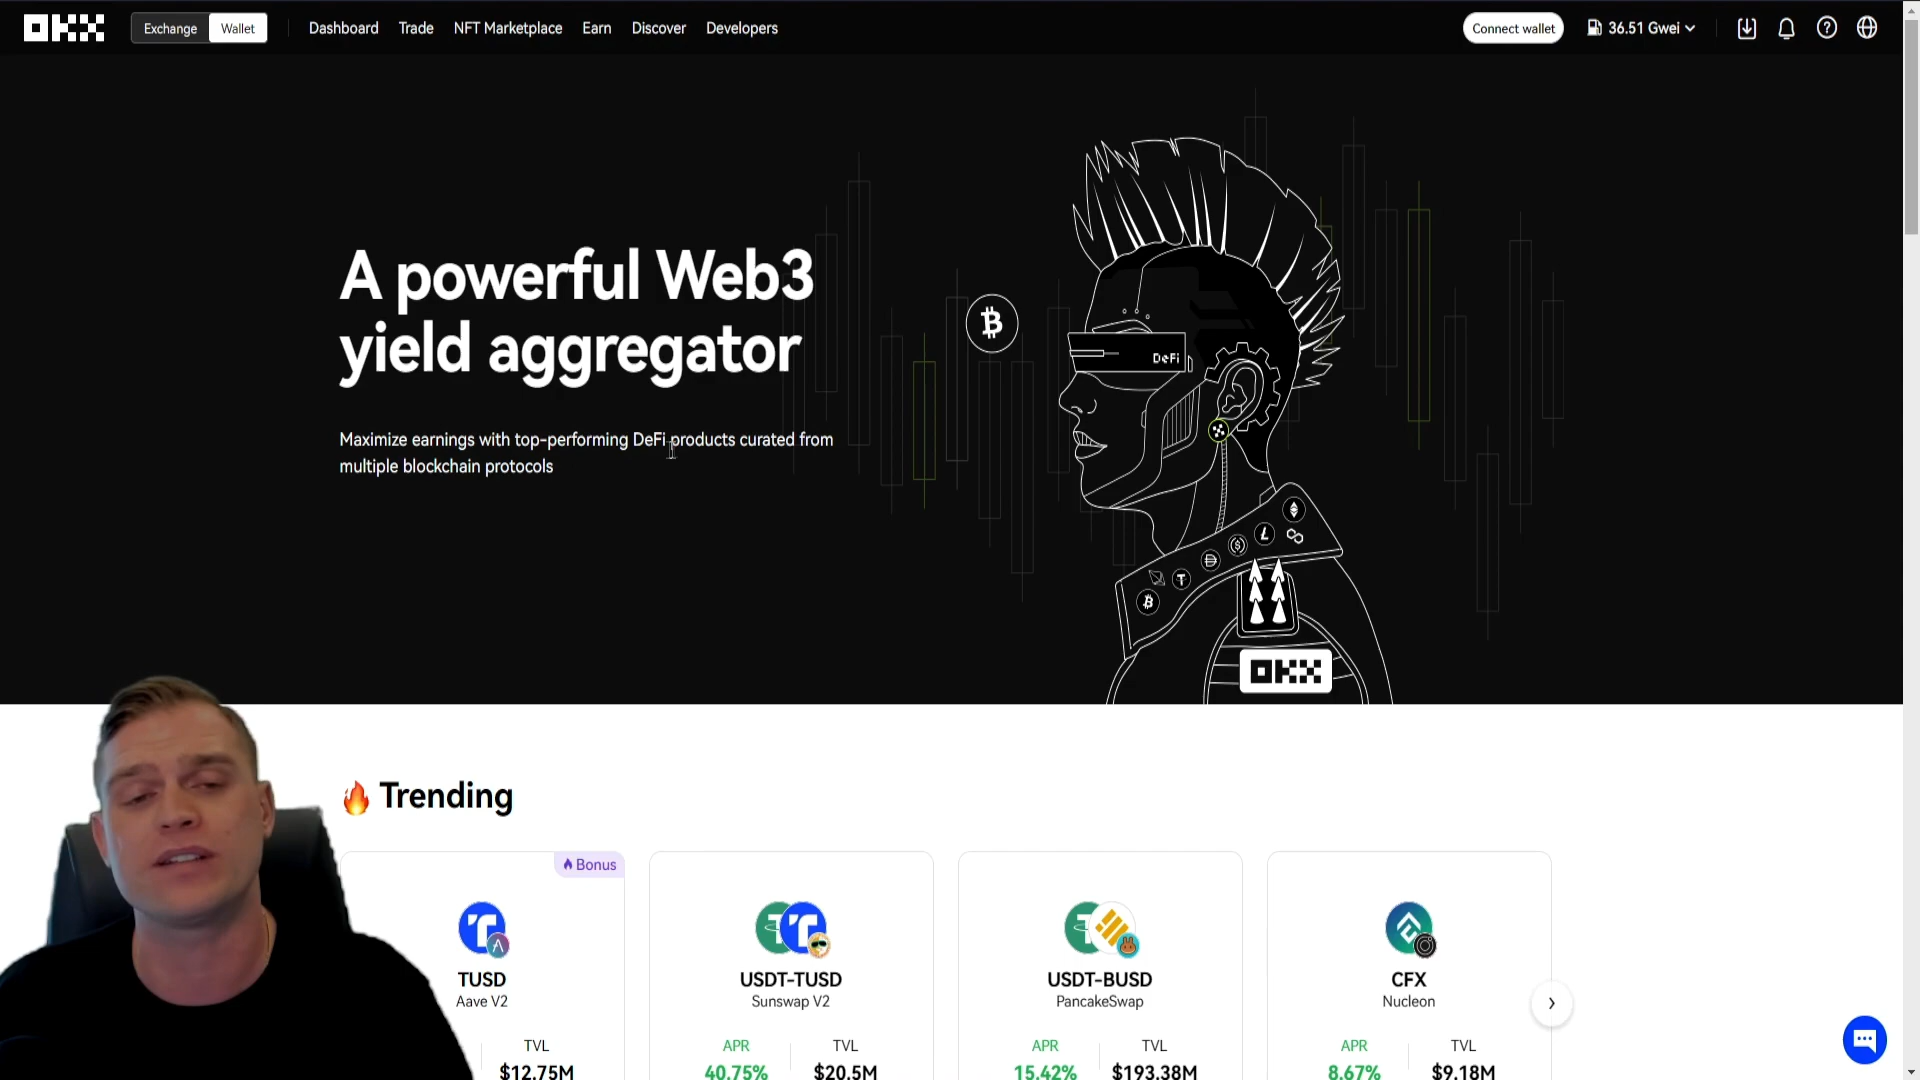 OKX
Exchange
Wallet
Dashboard
Trade
NFT Marketplace
Earn
Discover
Developers
Connect wallet
36.51 Gwei
A powerful Web3
yield aggregator
Maximize earnings with top-performing DeFi products curated from
multiple blockchain protocols
DeFi
OKX
Trending
Bonus
TUSD
Aave V2
TVL
$12.75M
USDT-TUSD
Sunswap V2
APR
TVL
40.75%
$20.5M
USDT-BUSD
PancakeSwap
APR
TVL
15.42%
$193.38M
CFX
Nucleon
APR
TVL
8.67%
$9.18M